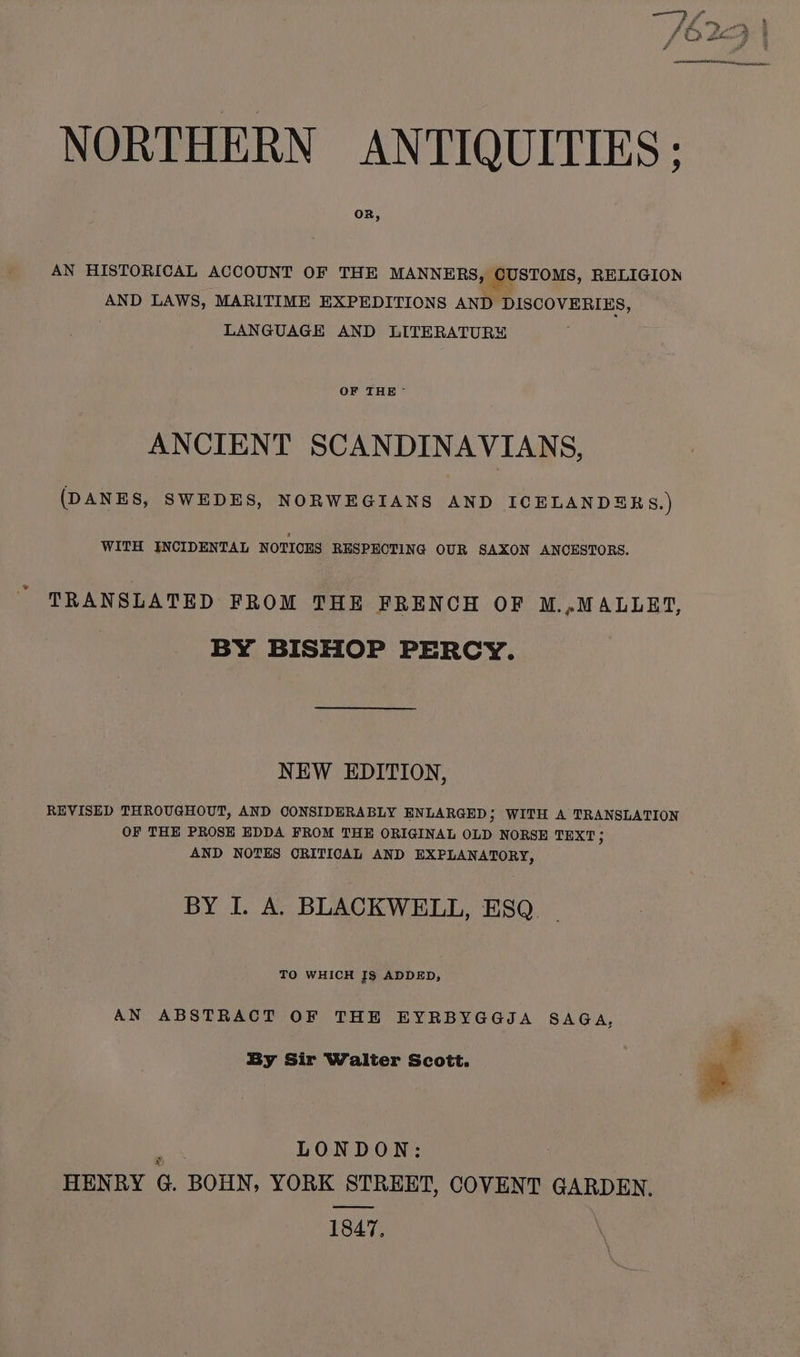 76291
NORTHERN ANTIQUITIES;
OR,
AN HISTORICAL ACCOUNT OF THE MANNERS, CUSTOMS, RELIGION
AND LAWS, MARITIME EXPEDITIONS AND DISCOVERIES,
LANGUAGE AND LITERATURE
OF THE
ANCIENT SCANDINAVIANS,
(DANES, SWEDES, NORWEGIANS AND ICELANDERS.)
WITH INCIDENTAL NOTICES RESPECTING OUR SAXON ANCESTORS.
TRANSLATED FROM THE FRENCH OF M. MALLET,
BY BISHOP PERCY.
NEW EDITION,
REVISED THROUGHOUT, AND CONSIDERABLY ENLARGED; WITH A TRANSLATION
OF THE PROSE EDDA FROM THE ORIGINAL OLD NORSE TEXT;
AND NOTES CRITICAL AND EXPLANATORY,
BY I. A. BLACKWELL, ESQ.
TO WHICH IS ADDED,
AN ABSTRACT OF THE EYRBYGGJA SAGA,
By Sir Walter Scott.
LONDON:
HENRY G. BOHN, YORK STREET, COVENT GARDEN.
1847.